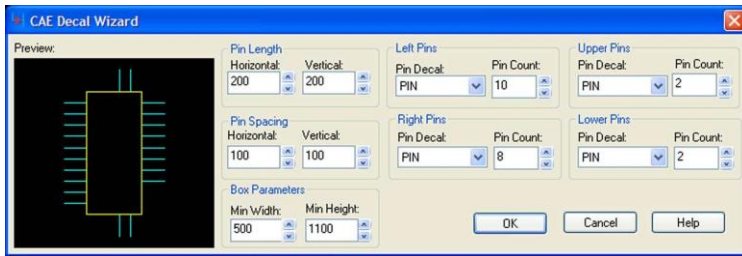 CAE Decal Wizard
Preview:
Pin Length
Horizontal: Vertical:
200 200
Pin Spacing
Horizontal: Vertical:
100 100
Box Parameters
Min Width: Min Height:
500 1100
Left Pins
Pin Decal: Pin Count:
PIN 10
Right Pins
Pin Decal: Pin Count:
PIN 8
Upper Pins
Pin Decal: Pin Count:
PIN 2
Lower Pins
Pin Decal: Pin Count:
PIN 2
OK Cancel Help